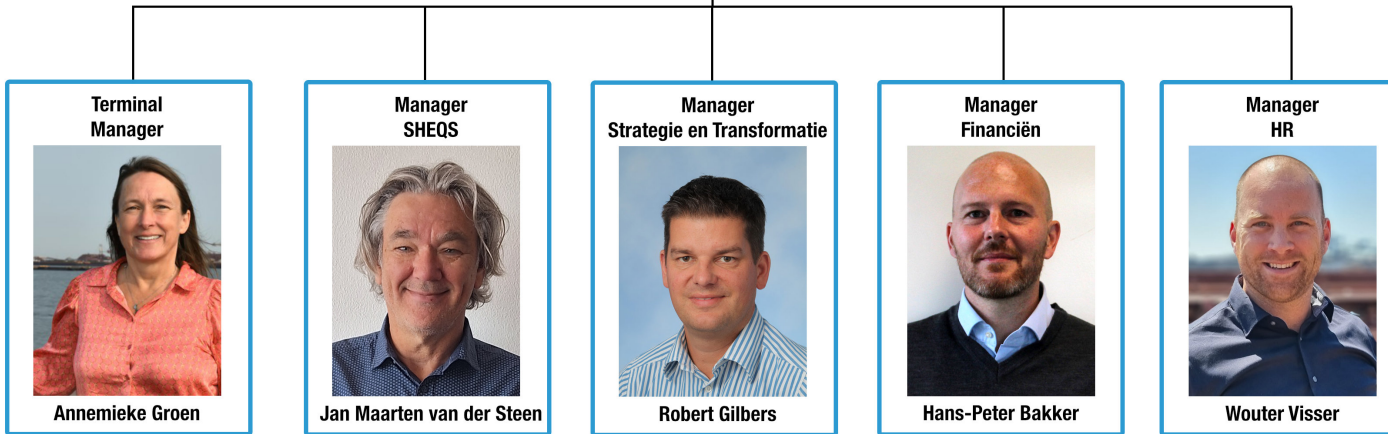 Terminal
Manager
Annemieke Groen
Manager
SHEQS
Jan Maarten van der Steen
Manager
Strategie en Transformatie
Robert Gilbers
Manager
Financiën
Hans-Peter Bakker
Manager
HR
Wouter Visser